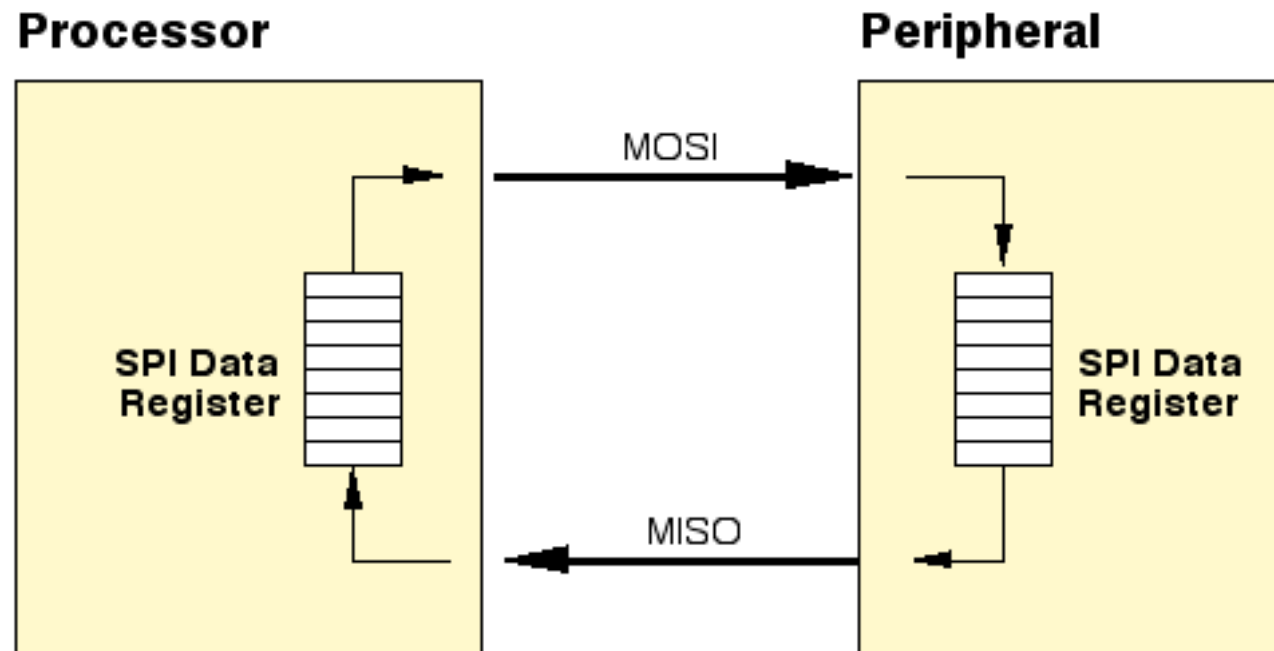 Processor
Peripheral
MOSI
SPI Data
Register
SPI Data
Register
MISO